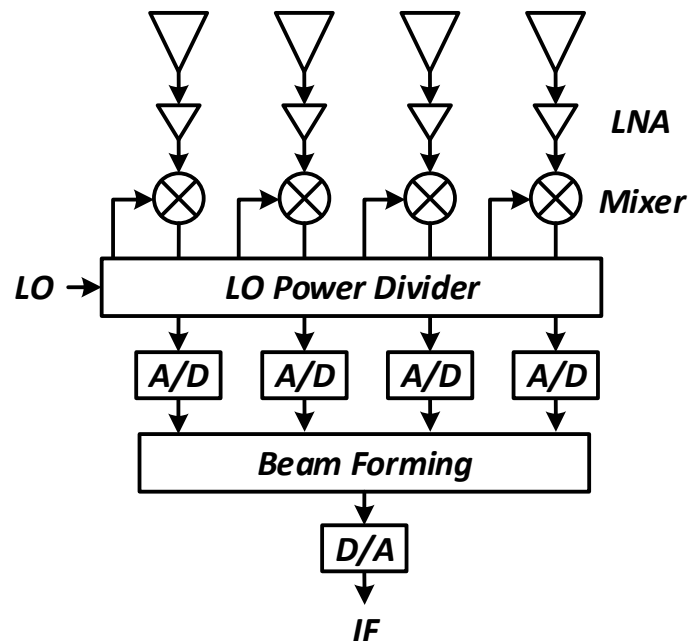 LNA
Mixer
LO
LO Power Divider
A/D A/D A/D A/D
Beam Forming
D/A
IF